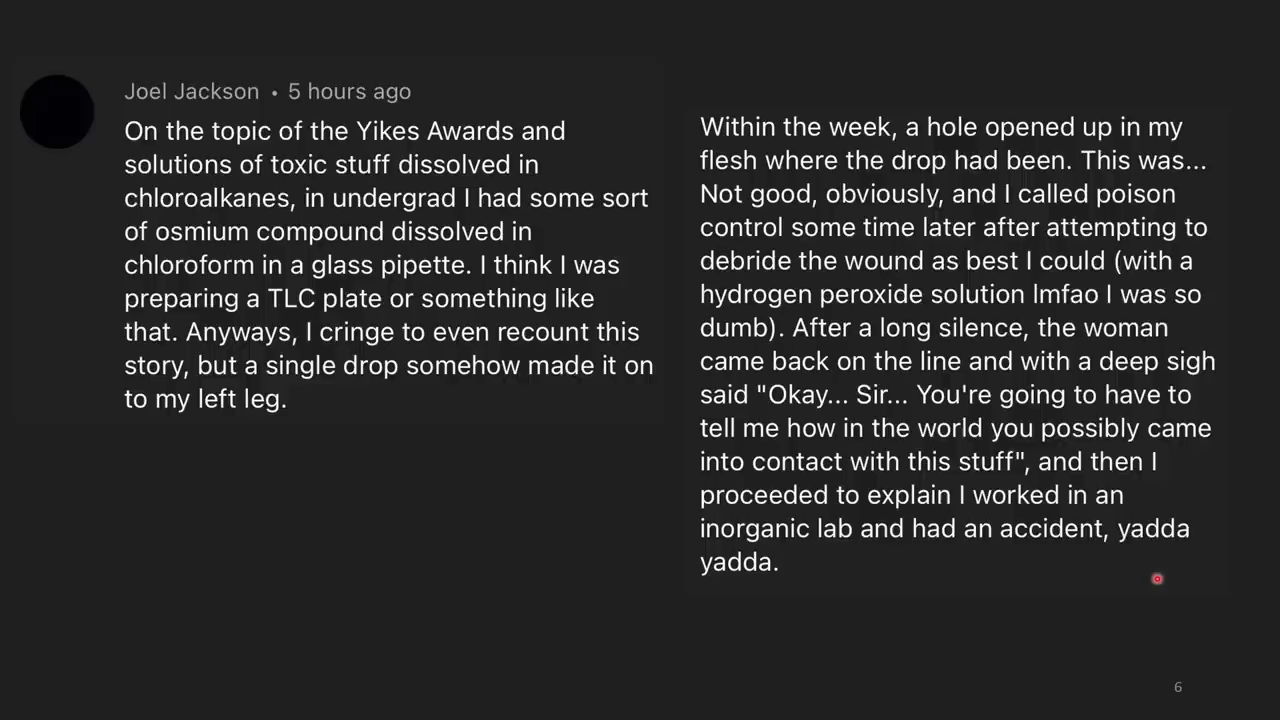 Joel Jackson • 5 hours ago
On the topic of the Yikes Awards and
solutions of toxic stuff dissolved in
chloroalkanes, in undergrad I had some sort
of osmium compound dissolved in
chloroform in a glass pipette. I think I was
preparing a TLC plate or something like
that. Anyways, I cringe to even recount this
story, but a single drop somehow made it on
to my left leg.
Within the week, a hole opened up in my
flesh where the drop had been. This was...
Not good, obviously, and I called poison
control some time later after attempting to
debride the wound as best I could (with a
hydrogen peroxide solution lmfao I was so
dumb). After a long silence, the woman
came back on the line and with a deep sigh
said "Okay... Sir... You're going to have to
tell me how in the world you possibly came
into contact with this stuff", and then I
proceeded to explain I worked in an
inorganic lab and had an accident, yadda
yadda.
6